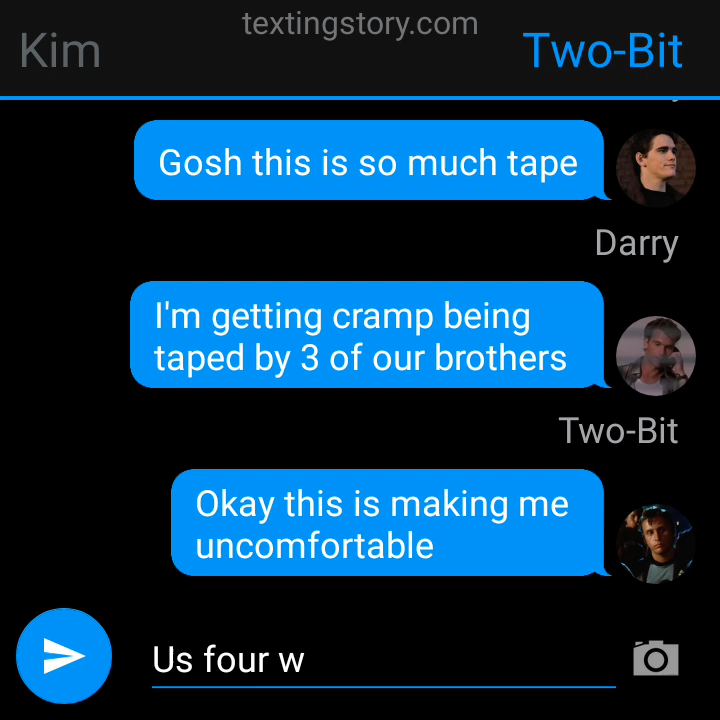 textingstory.com
Kim
Two-Bit
Gosh this is so much tape
Darry
I'm getting cramp being
taped by 3 of our brothers
Two-Bit
Okay this is making me
uncomfortable
Us four w